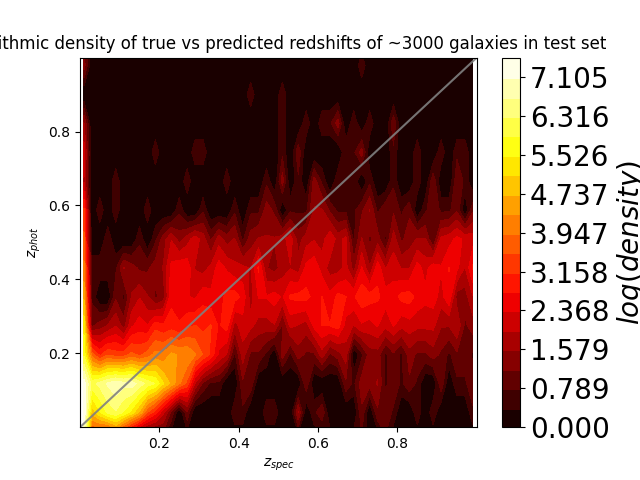 ithmic density of true vs predicted redshifts of ~3000 galaxies in test set
7.105
6.316
5.526
4.737
3.947
3.158
2.368
1.579
0.789
0.000
log(density)
0.8
0.6
0.4
0.2
z_phot
0.2 0.4 0.6 0.8
z_spec